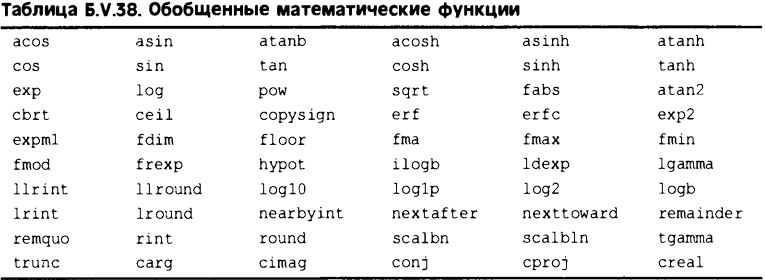 Таблица Б.V.38. Обобщенные математические функции
acos asin atanb acosh asinh atanh
cos sin tan cosh sinh tanh
exp log pow sqrt fabs atan2
cbrt ceil copysign erf erfc exp2
expm1 fdim floor fma fmax fmin
fmod frexp hypot ilogb ldexp lgamma
llrint llround log10 log1p log2 logb
lrint lround nearbyint nextafter nexttoward remainder
remquo rint round scalbn scalbln tgamma
trunc carg cimag conj cproj creal